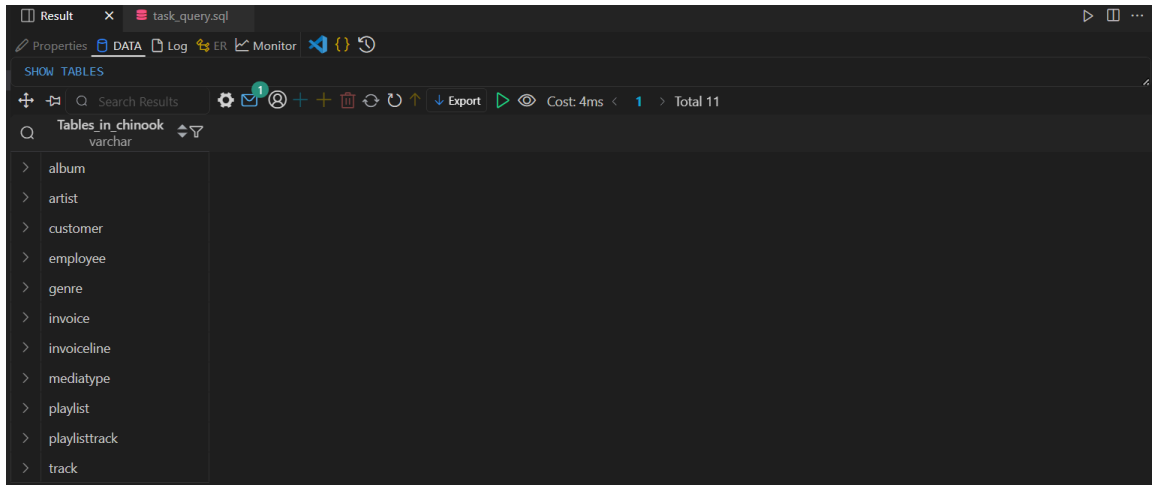 Result task_query.sql
Properties DATA Log ER Monitor {}
SHOW TABLES
Search Results 1 Export Cost: 4ms < 1 > Total 11
Tables_in_chinook
varchar
album
artist
customer
employee
genre
invoice
invoiceline
mediatype
playlist
playlisttrack
track